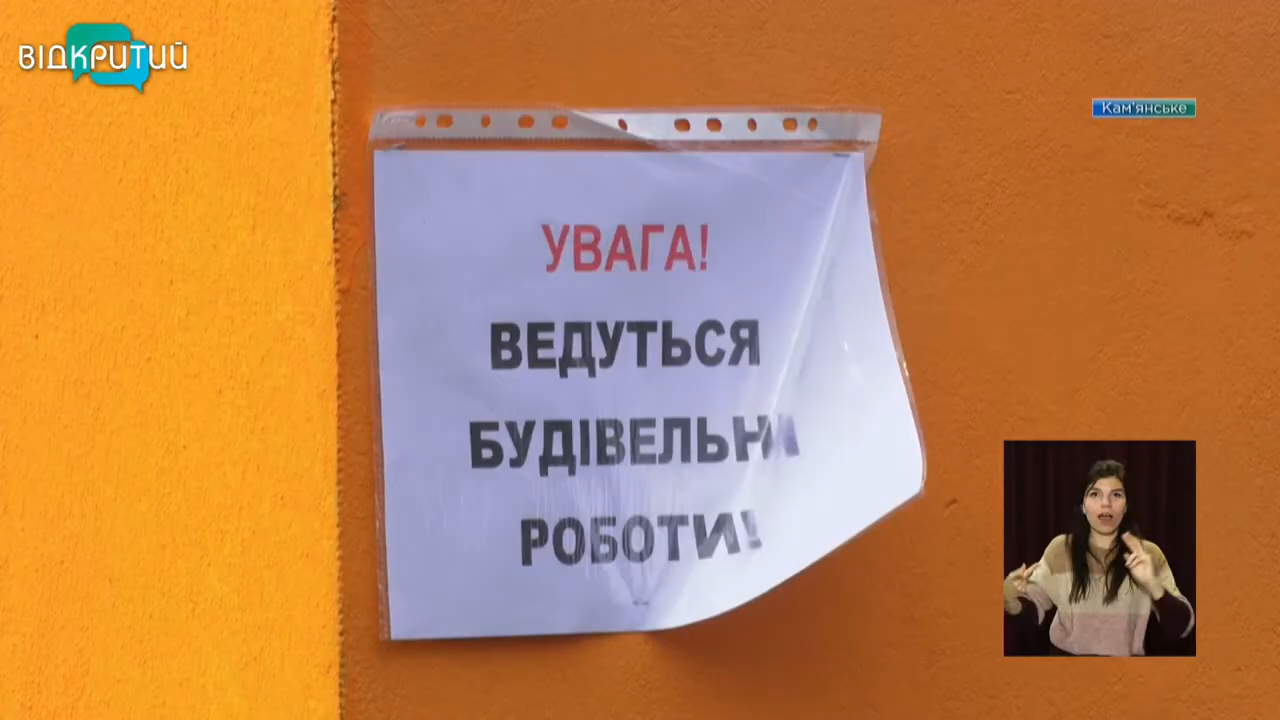 ВІДКРИТИЙ
Кам'янське
УВАГА!
ВЕДУТЬСЯ
БУДІВЕЛЬНІ
РОБОТИ!